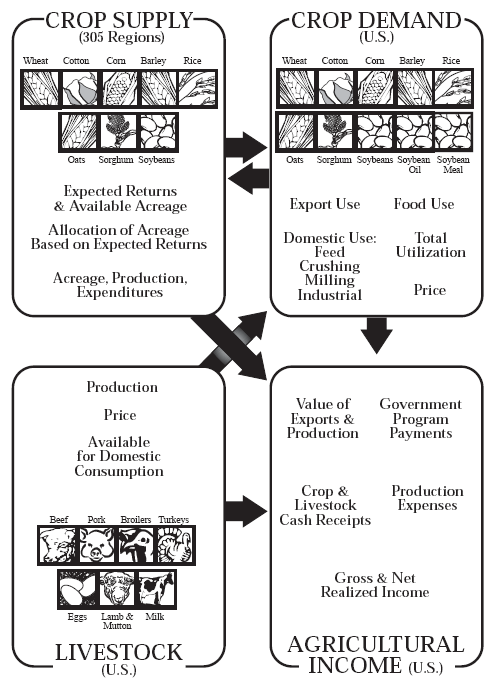 CROP SUPPLY
(305 Regions)
Wheat Cotton Corn Barley Rice
Oats Sorghum Soybeans
Expected Returns
& Available Acreage
Allocation of Acreage
Based on Expected Returns
Acreage, Production,
Expenditures
CROP DEMAND
(U.S.)
Wheat Cotton Corn Barley Rice
Oats Sorghum Soybeans Soybean Soybean
Oil Meal
Export Use
Food Use
Domestic Use:
Feed
Crushing
Milling
Industrial
Total
Utilization
Price
Production
Price
Available
for Domestic
Consumption
Beef Pork Broilers Turkeys
Eggs Lamb & Milk
Mutton
LIVESTOCK
(U.S.)
Value of
Exports &
Production
Government
Program
Payments
Crop &
Livestock
Cash Receipts
Production
Expenses
Gross & Net
Realized Income
AGRICULTURAL
INCOME (U.S.)